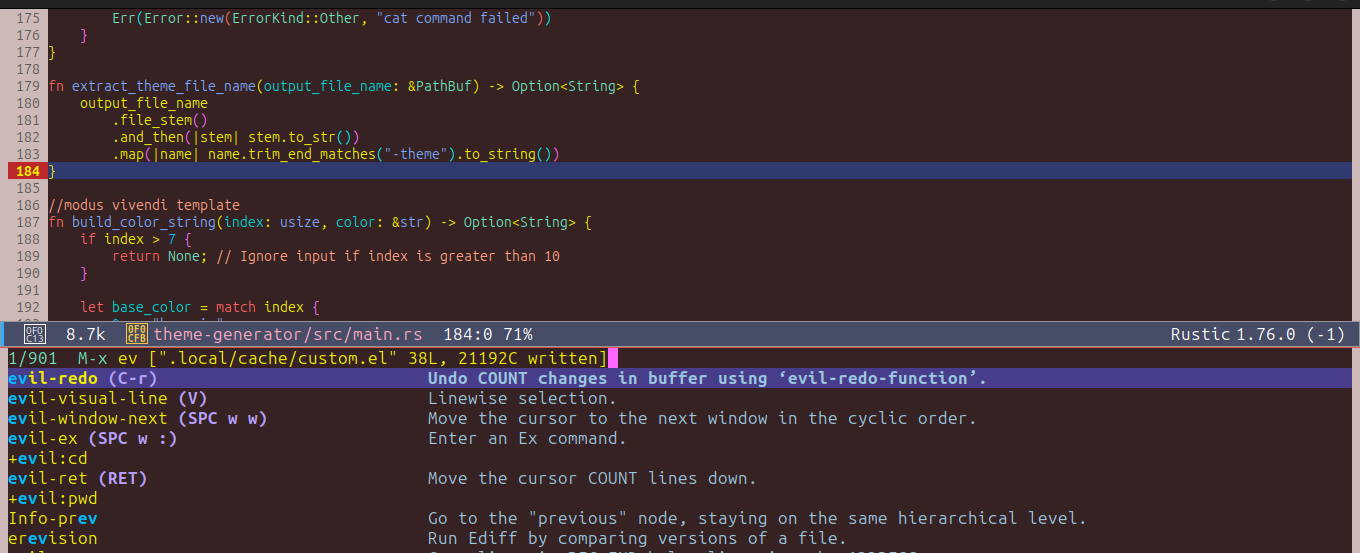 175 Err(Error::new(ErrorKind::Other, "cat command failed"))
176 }
177 }
178
179 fn extract_theme_file_name(output_file_name: &PathBuf) -> Option<String> {
180 output_file_name
181 .file_stem()
182 .and_then(|stem| stem.to_str())
183 .map(|name| name.trim_end_matches("-theme").to_string())
184 }
185
186 //modus vivendi template
187 fn build_color_string(index: usize, color: &str) -> Option<String> {
188 if index > 7 {
189 return None; // Ignore input if index is greater than 10
190 }
191
192 let base_color = match index {
0F0 C13 8.7k 0F0 CFB theme-generator/src/main.rs 184:0 71% Rustic 1.76.0 (-1)
1/901 M-x ev [".local/cache/custom.el" 38L, 21192C written]
evil-redo (C-r) Undo COUNT changes in buffer using ‘evil-redo-function’.
evil-visual-line (V) Linewise selection.
evil-window-next (SPC w w) Move the cursor to the next window in the cyclic order.
evil-ex (SPC w :) Enter an Ex command.
+evil:cd
evil-ret (RET) Move the cursor COUNT lines down.
+evil:pwd
Info-prev Go to the "previous" node, staying on the same hierarchical level.
erevision Run Ediff by comparing versions of a file.